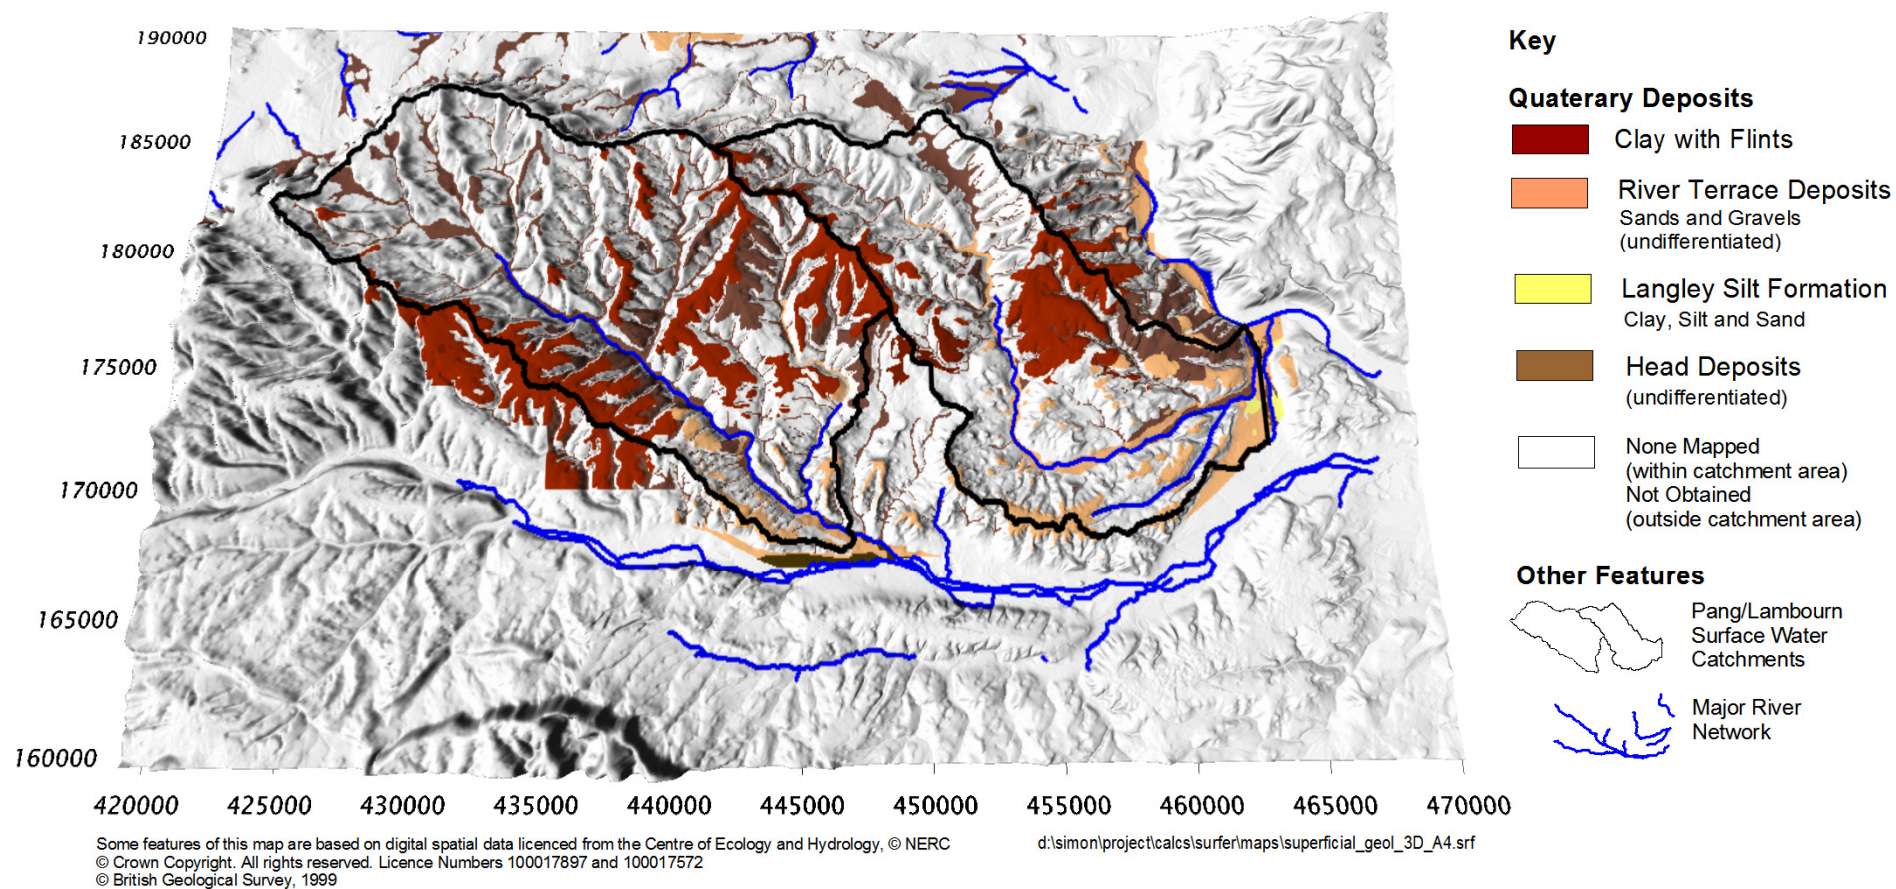 190000
185000
180000
175000
170000
165000
160000
420000 425000 430000 435000 440000 445000 450000 455000 460000 465000 470000
Key
Quaterary Deposits
Clay with Flints
River Terrace Deposits
Sands and Gravels
(undifferentiated)
Langley Silt Formation
Clay, Silt and Sand
Head Deposits
(undifferentiated)
None Mapped
(within catchment area)
Not Obtained
(outside catchment area)
Other Features
Pang/Lambourn
Surface Water
Catchments
Major River
Network
Some features of this map are based on digital spatial data licenced from the Centre of Ecology and Hydrology, © NERC
© Crown Copyright. All rights reserved. Licence Numbers 100017897 and 100017572
© British Geological Survey, 1999
d:\simon\project\calcs\surfer\maps\superficial_geol_3D_A4.srf